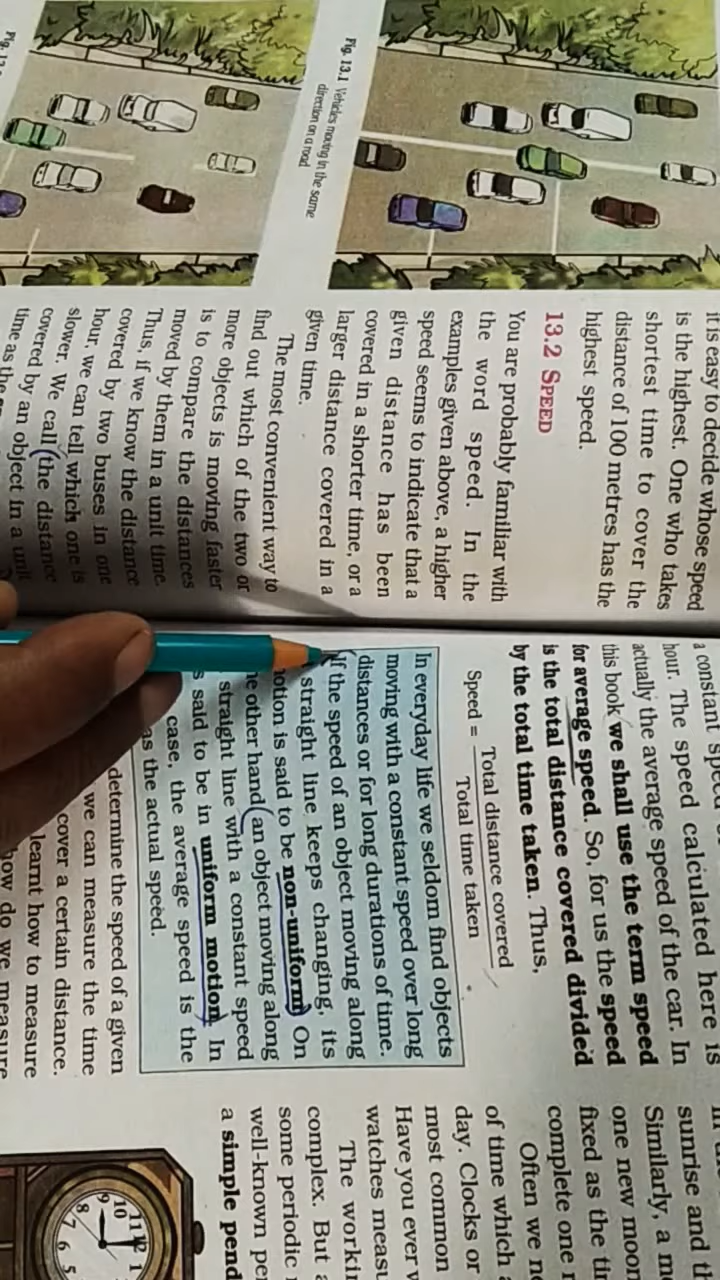 Fig. 13.1 Vehicles moving in the same
direction on a road
it is easy to decide whose speed
is the highest. One who takes
shortest time to cover the
distance of 100 metres has the
highest speed.
13.2 SPEED
You are probably familiar with
the word speed. In the
examples given above, a higher
speed seems to indicate that a
given distance has been
covered in a shorter time, or a
larger distance covered in a
given time.
The most convenient way to
find out which of the two or
more objects is moving faster
is to compare the distances
moved by them in a unit time.
Thus, if we know the distance
covered by two buses in one
hour, we can tell which one is
slower. We call the distance
covered by an object in a unit
time as the
a constant
hour. The speed calculated here is
actually the average speed of the car. In
this book we shall use the term speed
for average speed. So, for us the speed
is the total distance covered divided
by the total time taken. Thus,
Speed = Total distance covered
Total time taken
In everyday life we seldom find objects
moving with a constant speed over long
distances or for long durations of time.
If the speed of an object moving along
straight line keeps changing, its
is said to be non-uniform. On
other hand, an object moving along
straight line with a constant speed
said to be in uniform motion. In
case, the average speed is the
as the actual speed.
determine the speed of a given
we can measure the time
cover a certain distance.
learnt how to measure
do we measure
sunrise and
Similarly, a
one new moon
fixed as the
complete one
Often we
of time which
day. Clocks or
most common
Have you ever
watches
The
complex. But
some periodic
well-known
a simple
9 10 11 12 1
8
7
6
5